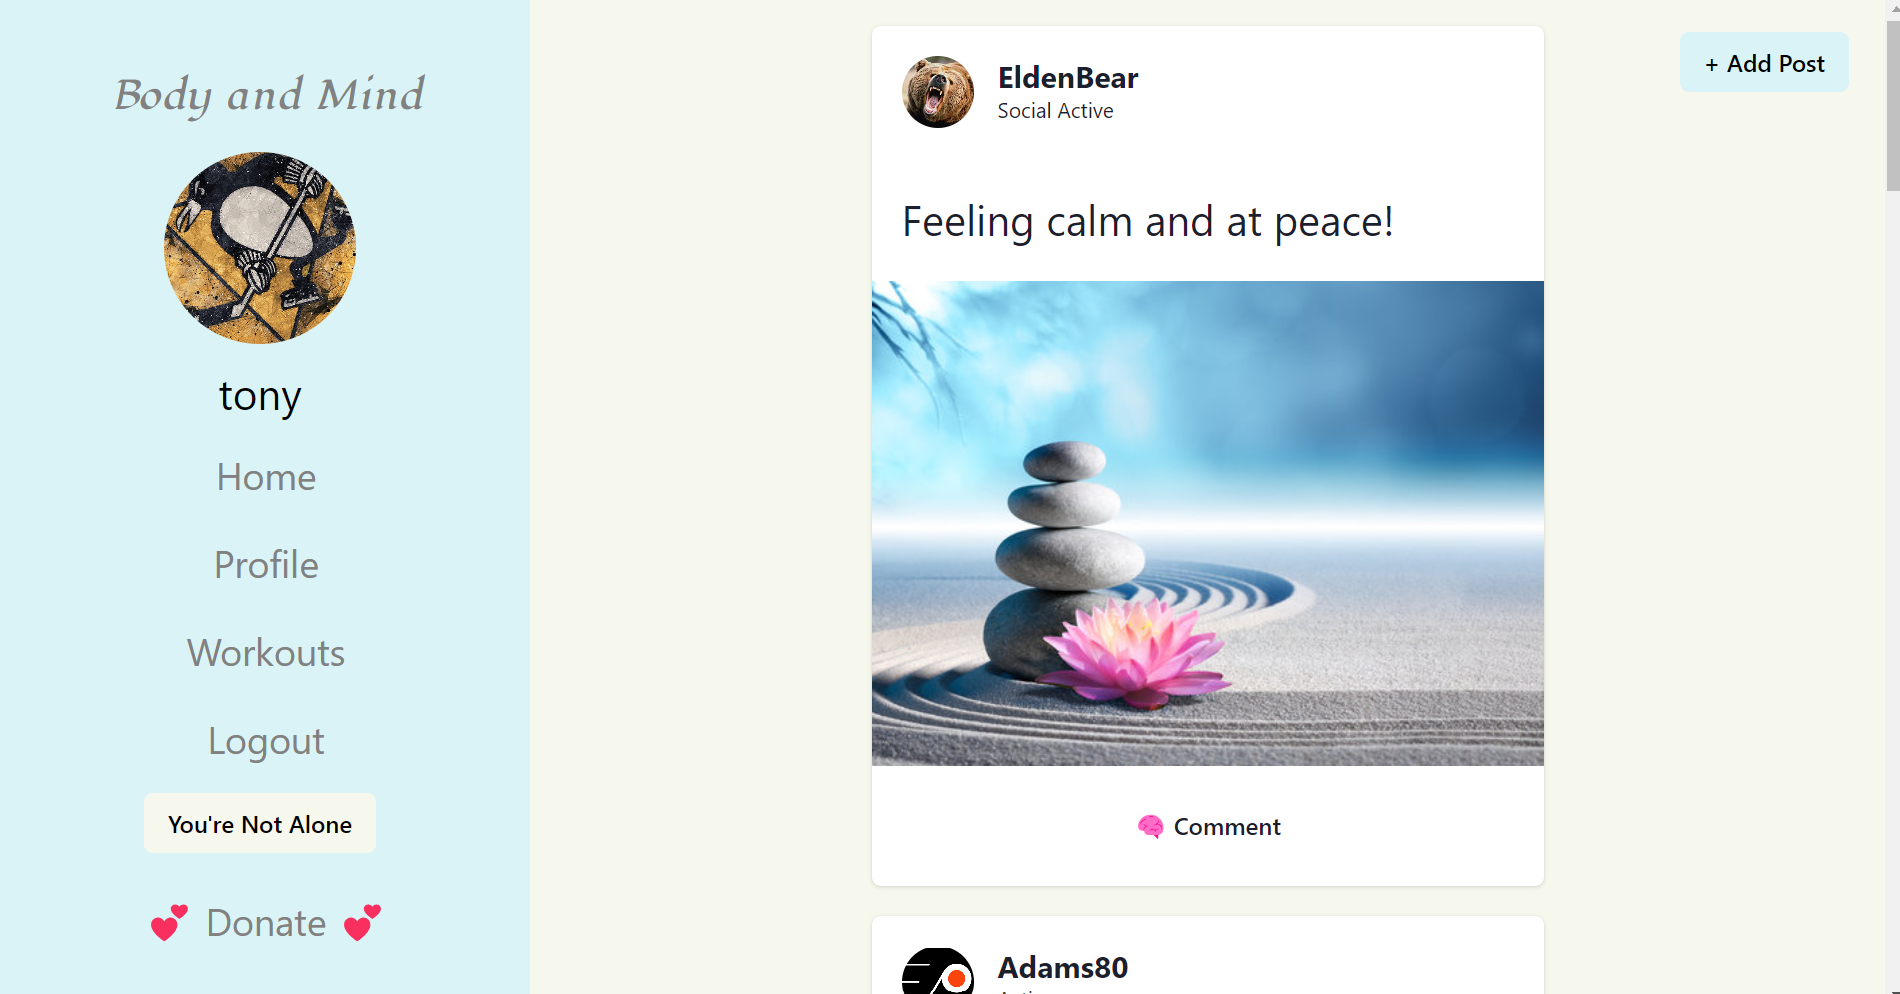 Body and Mind
tony
Home
Profile
Workouts
Logout
You're Not Alone
Donate
EldenBear
Social Active
Feeling calm and at peace!
Comment
Adams80
+ Add Post